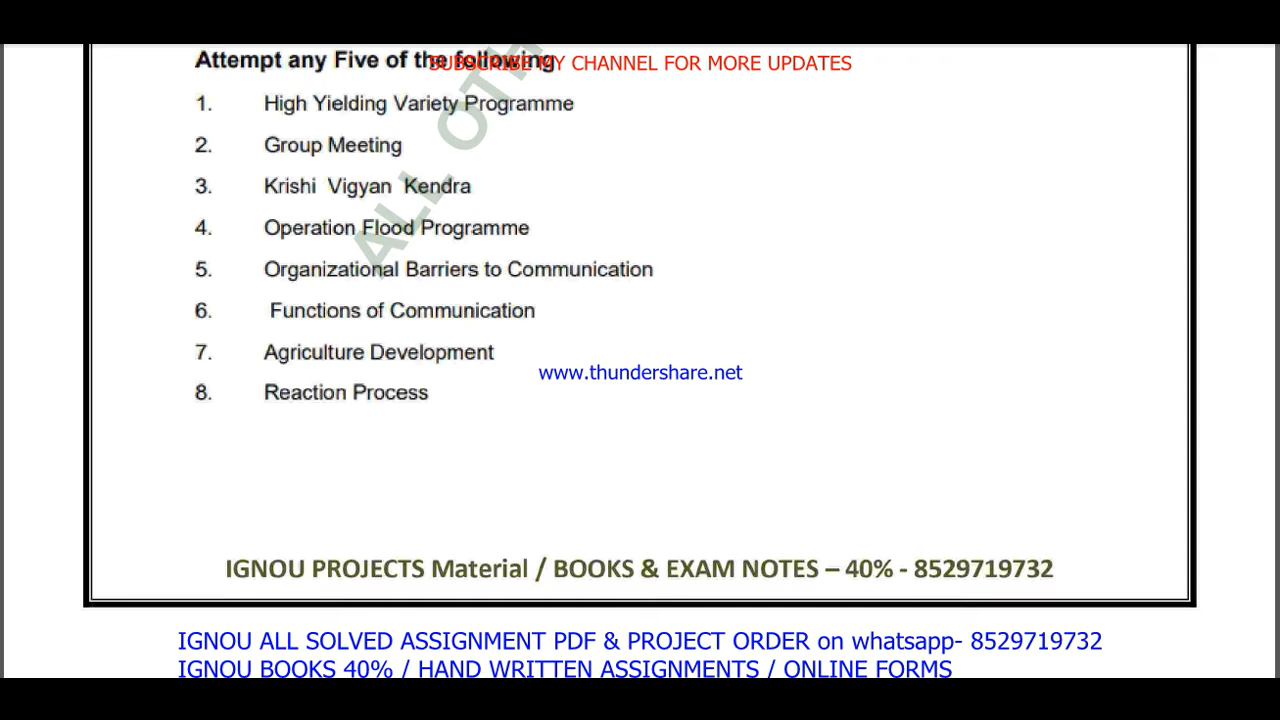 Attempt any Five of the following
SUBSCRIBE MY CHANNEL FOR MORE UPDATES
1. High Yielding Variety Programme
2. Group Meeting
3. Krishi Vigyan Kendra
4. Operation Flood Programme
5. Organizational Barriers to Communication
6. Functions of Communication
7. Agriculture Development
www.thundershare.net
8. Reaction Process
ALL OTH
IGNOU PROJECTS Material / BOOKS & EXAM NOTES – 40% - 8529719732
IGNOU ALL SOLVED ASSIGNMENT PDF & PROJECT ORDER on whatsapp- 8529719732
IGNOU BOOKS 40% / HAND WRITTEN ASSIGNMENTS / ONLINE FORMS